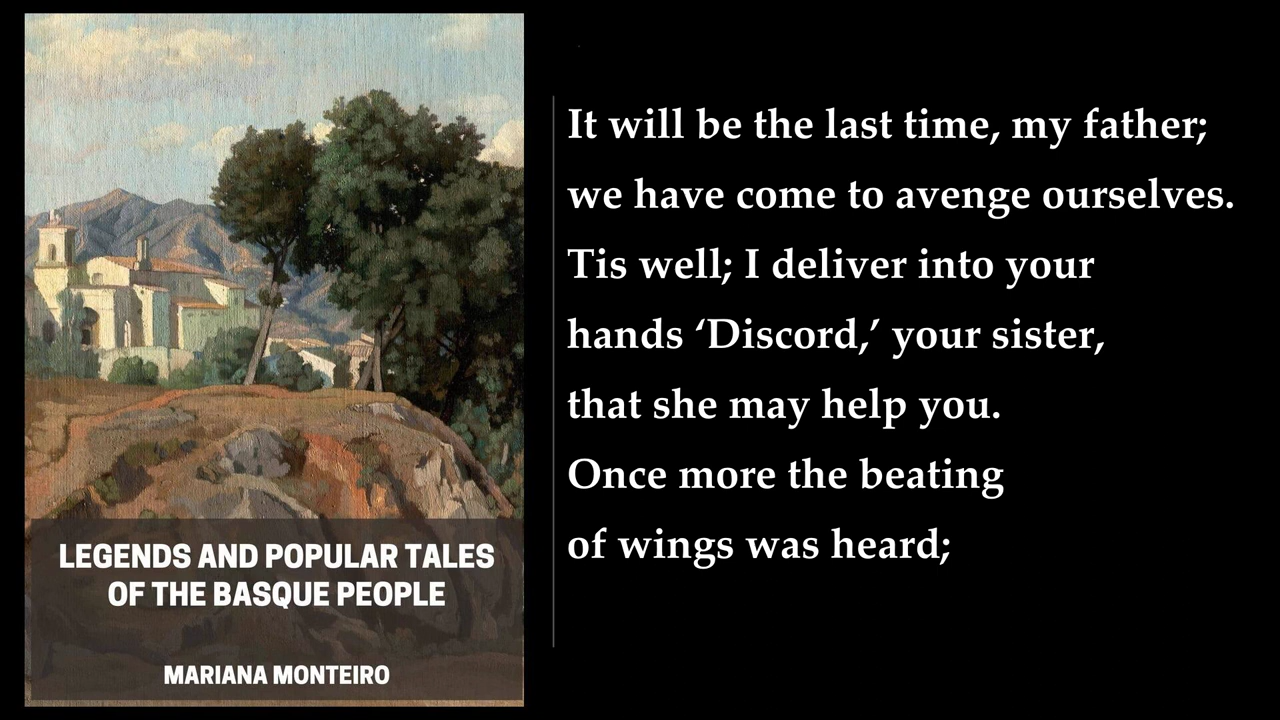 LEGENDS AND POPULAR TALES
OF THE BASQUE PEOPLE
MARIANA MONTEIRO
It will be the last time, my father;
we have come to avenge ourselves.
Tis well; I deliver into your
hands ‘Discord,’ your sister,
that she may help you.
Once more the beating
of wings was heard;